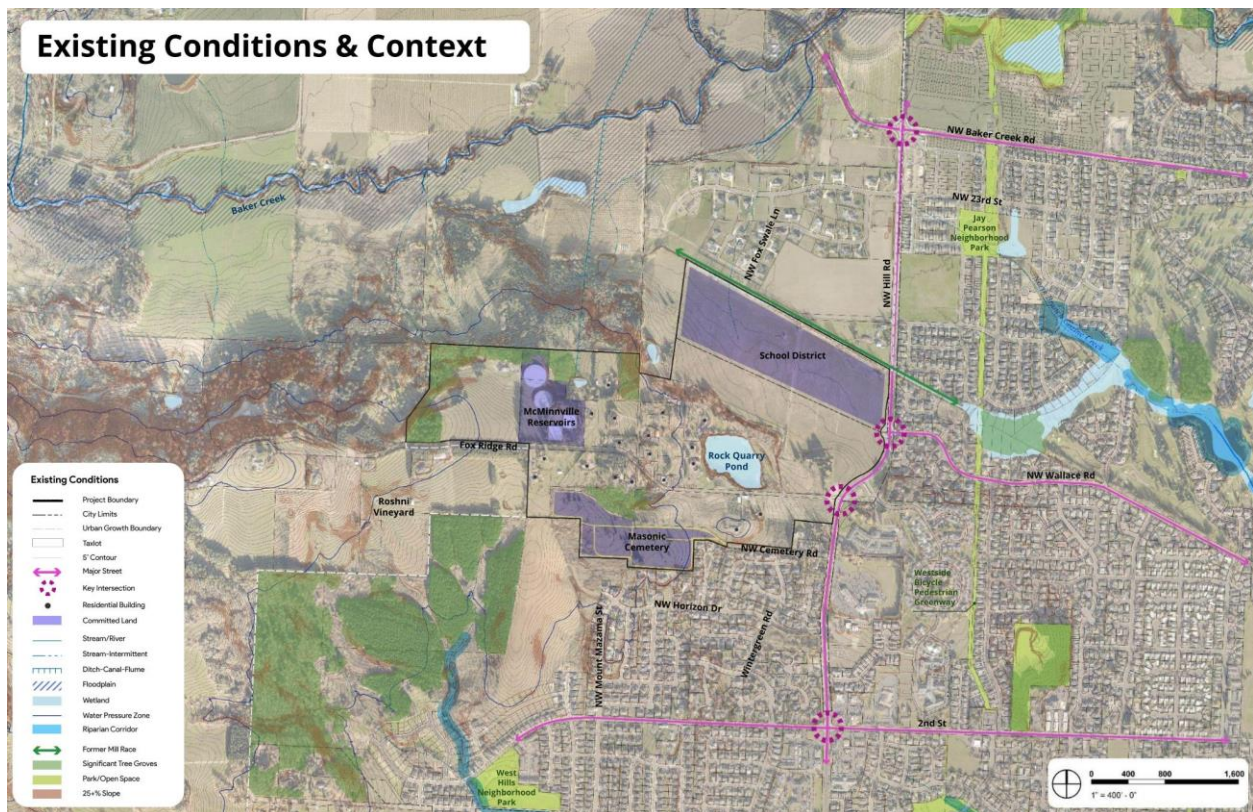 Existing Conditions & Context
NW Baker Creek Rd
Baker Creek
NW 23rd St
Jay
Pearson
Neighborhood
Park
NW Fox Swale Ln
NW Hill Rd
School District
McMinnville
Reservoirs
Fox Ridge Rd
Rock Quarry
Pond
NW Wallace Rd
Roshni
Vineyard
Masonic
Cemetery
NW Cemetery Rd
Westside
Bicycle
Pedestrian
Greenway
NW Horizon Dr
NW Mount Mazama St
Wintergreen Rd
2nd St
West
Hills
Neighborhood
Park
Existing Conditions
Project Boundary
City Limits
Urban Growth Boundary
Taxlot
5' Contour
Major Street
Key Intersection
Residential Building
Committed Land
Stream/River
Stream-Intermittent
Ditch-Canal-Flume
Floodplain
Wetland
Water Pressure Zone
Riparian Corridor
Former Mill Race
Significant Tree Groves
Park/Open Space
25+% Slope
0 400 800 1,600
1" = 400' - 0"